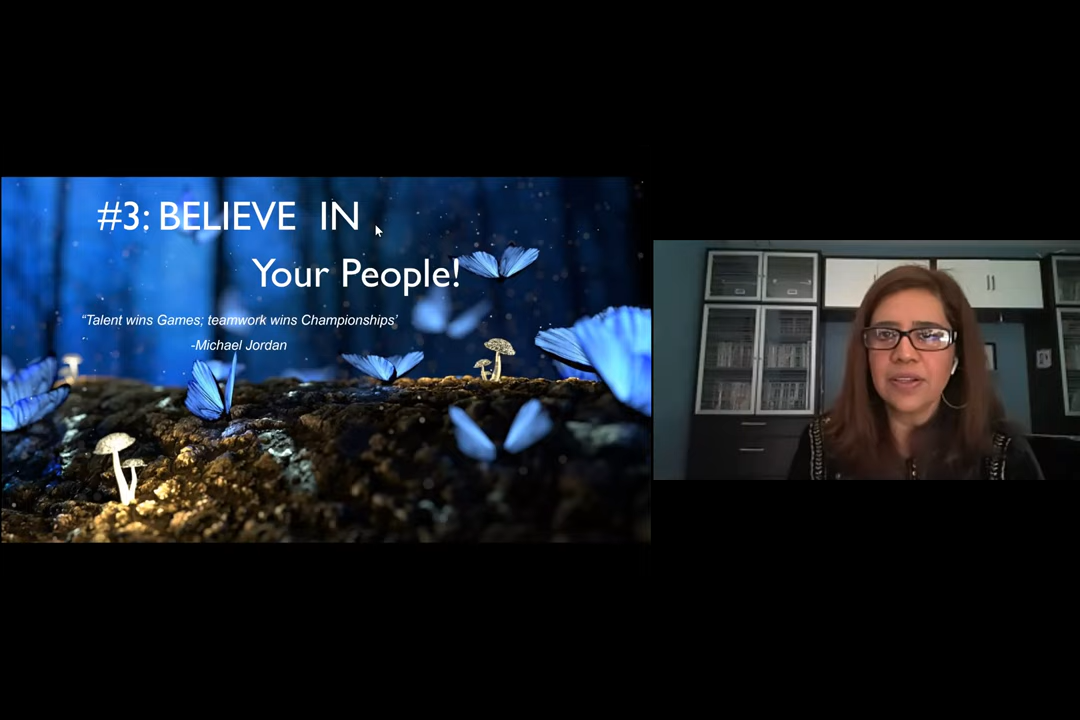 #3: BELIEVE IN
Your People!
“Talent wins Games; teamwork wins Championships’
-Michael Jordan